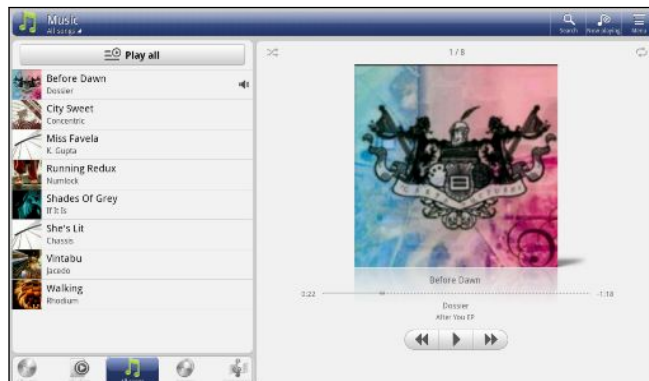 Music
All songs
Search
Now playing
Menu
Play all
Before Dawn
Dossier
City Sweet
Concentric
Miss Favela
K. Gupta
Running Redux
Numlock
Shades Of Grey
If It Is
She's Lit
Chassis
Vintabu
Jacedo
Walking
Rhodium
1 / 8
Before Dawn
0:22
-1:18
Dossier
After You EP